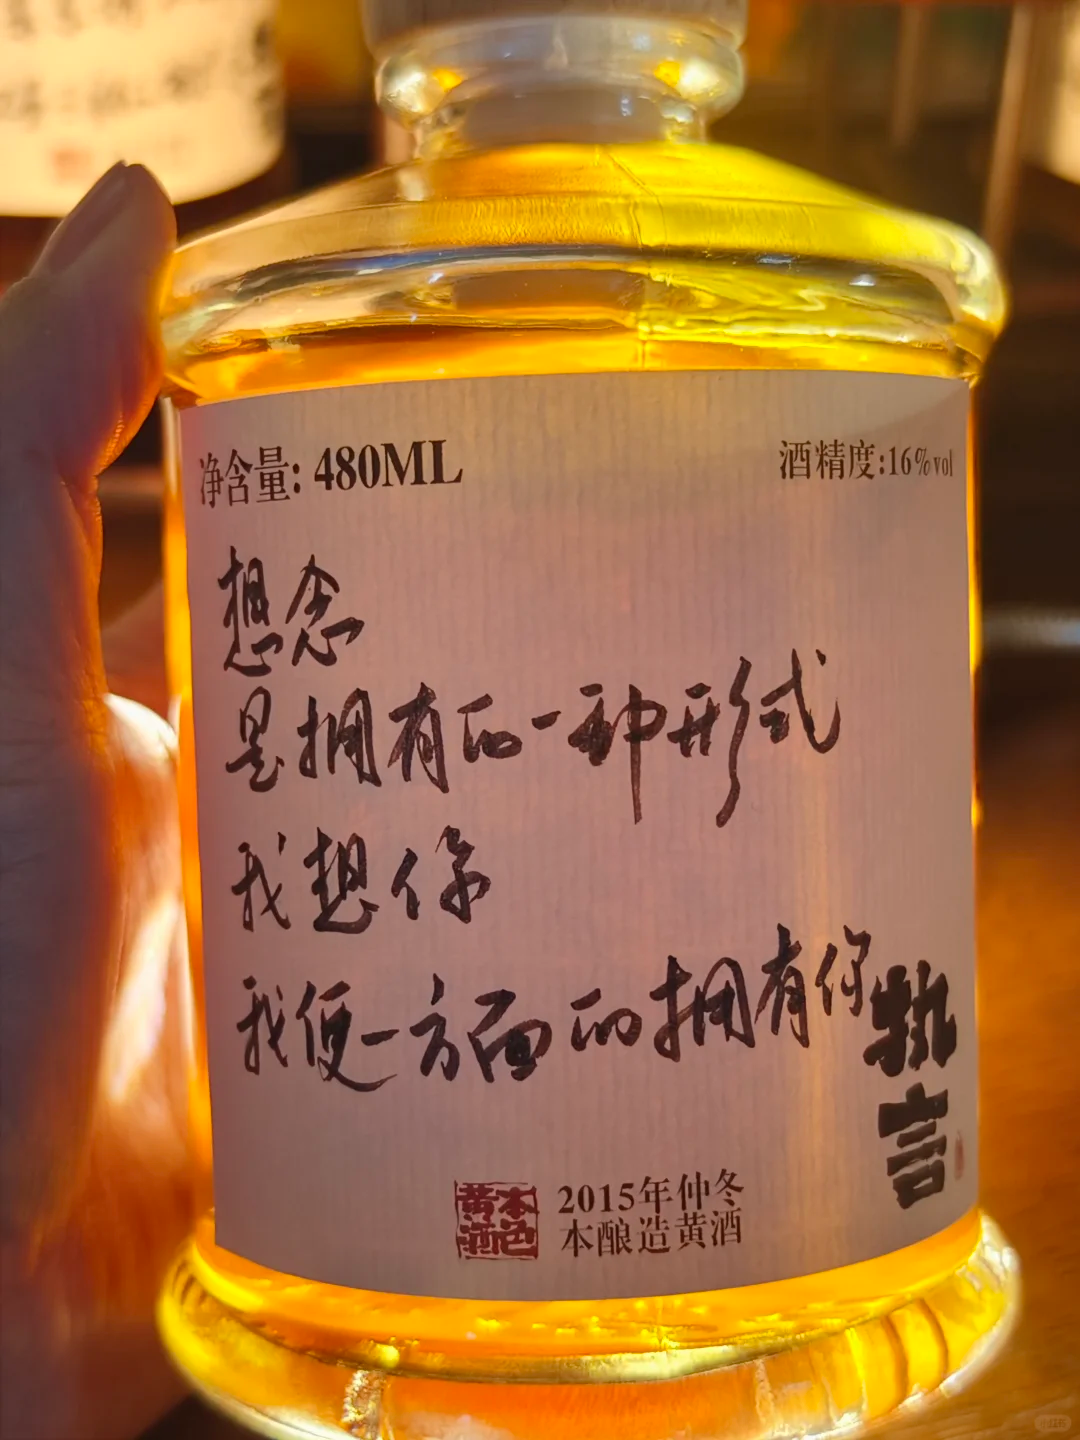 净含量: 480ML
酒精度:16%vol
想念
是拥有的一种形式
我想你
我便一方面的拥有你
执言
本色黄酒
2015年仲冬
本酿造黄酒